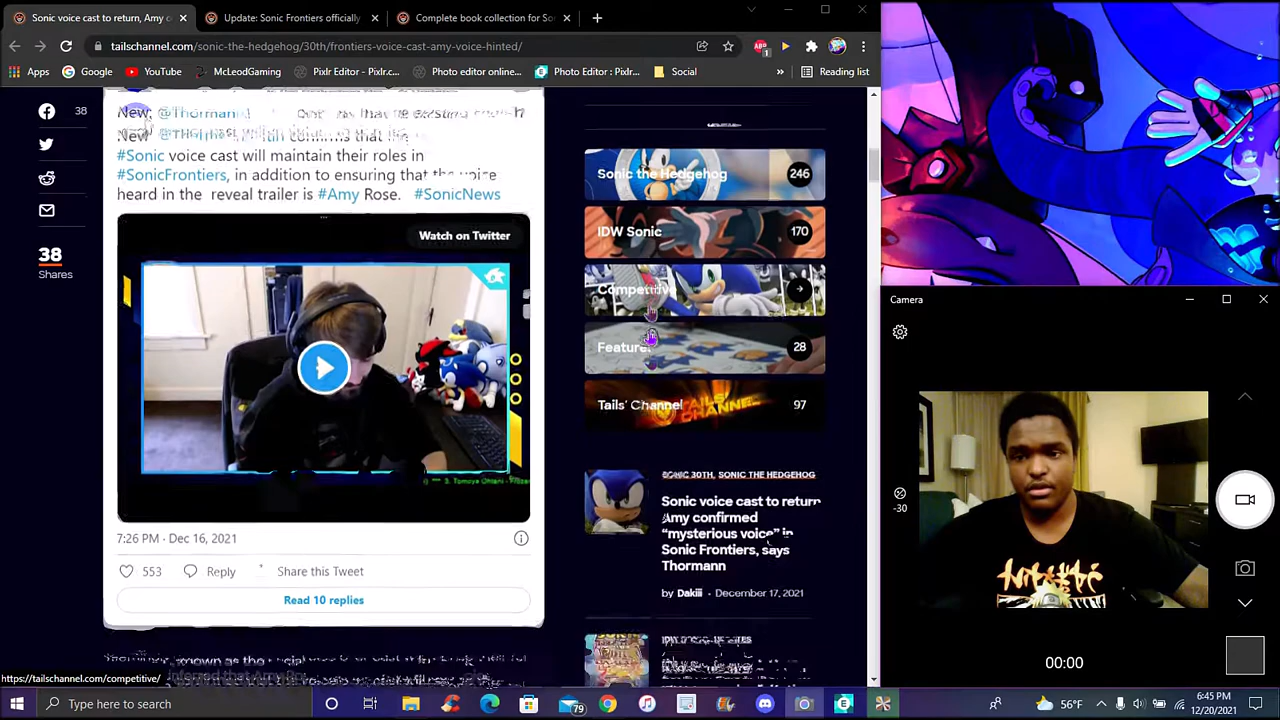 Sonic voice cast to return, Amy c
Update: Sonic Frontiers officially
Complete book collection for So
tailschannel.com/sonic-the-hedgehog/30th/frontiers-voice-cast-amy-voice-hinted/
Apps
Google
YouTube
McLeodGaming
Pixlr Editor - Pixlr.c...
Photo editor online...
Photo Editor : Pixlr...
Social
»
Reading list
38
38
Shares
#Sonic voice cast will maintain their roles in
#SonicFrontiers, in addition to ensuring that the voice
heard in the reveal trailer is #Amy Rose. #SonicNews
Watch on Twitter
7:26 PM · Dec 16, 2021
553
Reply
Share this Tweet
Read 10 replies
Sonic the Hedgehog
246
IDW Sonic
170
Competitive
Features
28
Tails' Channel
97
SONIC 30TH, SONIC THE HEDGEHOG
Sonic voice cast to return
Amy confirmed
“mysterious voice” in
Sonic Frontiers, says
Thormann
by Dakiii · December 17, 2021
https://tailschannel.com/competitive/
Camera
-30
00:00
Type here to search
79
56°F
6:45 PM
12/20/2021